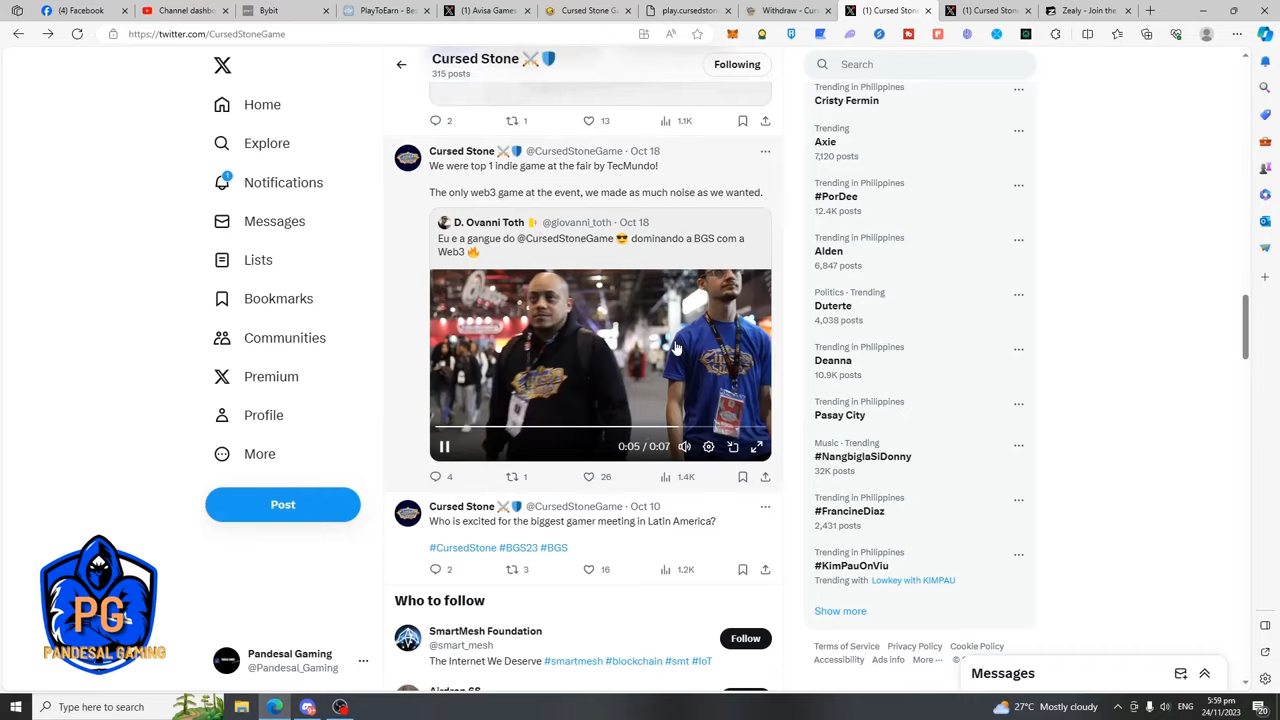 (4) Facebook
Channel dashbo
Bybit
PlayToEarn - Be
(1) Avisa Games
Cursed Stone G
play.cursedston
Withdraw - Curs
(1) Cursed Ston
(1) Cursed Ston
Zealy - Join the
https://twitter.com/CursedStoneGame
Cursed Stone ⚔️🛡️
315 posts
Following
Search
Home
Explore
1
Notifications
Messages
Lists
Bookmarks
Communities
Premium
Profile
More
Post
2
1
13
1.1K
Cursed Stone ⚔️🛡️ @CursedStoneGame · Oct 18
We were top 1 indie game at the fair by TecMundo!
The only web3 game at the event, we made as much noise as we wanted.
D. Ovanni Toth @giovanni_toth · Oct 18
Eu e a gangue do @CursedStoneGame 😎 dominando a BGS com a
Web3 🔥
0:05 / 0:07
4
1
26
1.4K
Cursed Stone ⚔️🛡️ @CursedStoneGame · Oct 10
Who is excited for the biggest gamer meeting in Latin America?
#CursedStone #BGS23 #BGS
2
3
16
1.2K
Who to follow
SmartMesh Foundation
@smart_mesh
Follow
The Internet We Deserve #smartmesh #blockchain #smt #IoT
Trending in Philippines
Cristy Fermin
Trending
Axie
7,120 posts
Trending in Philippines
#PorDee
12.4K posts
Trending in Philippines
Alden
6,847 posts
Politics · Trending
Duterte
4,038 posts
Trending in Philippines
Deanna
10.9K posts
Trending in Philippines
Pasay City
Music · Trending
#NangbiglaSiDonny
32K posts
Trending in Philippines
#FrancineDiaz
2,431 posts
Trending in Philippines
#KimPauOnViu
Trending with Lowkey with KIMPAU
Show more
Terms of Service Privacy Policy Cookie Policy
Accessibility Ads info More ···
Messages
PG
PANDESAL GAMING
Pandesal Gaming
@Pandesal_Gaming
Type here to search
27°C Mostly cloudy
5:59 pm
24/11/2023
20